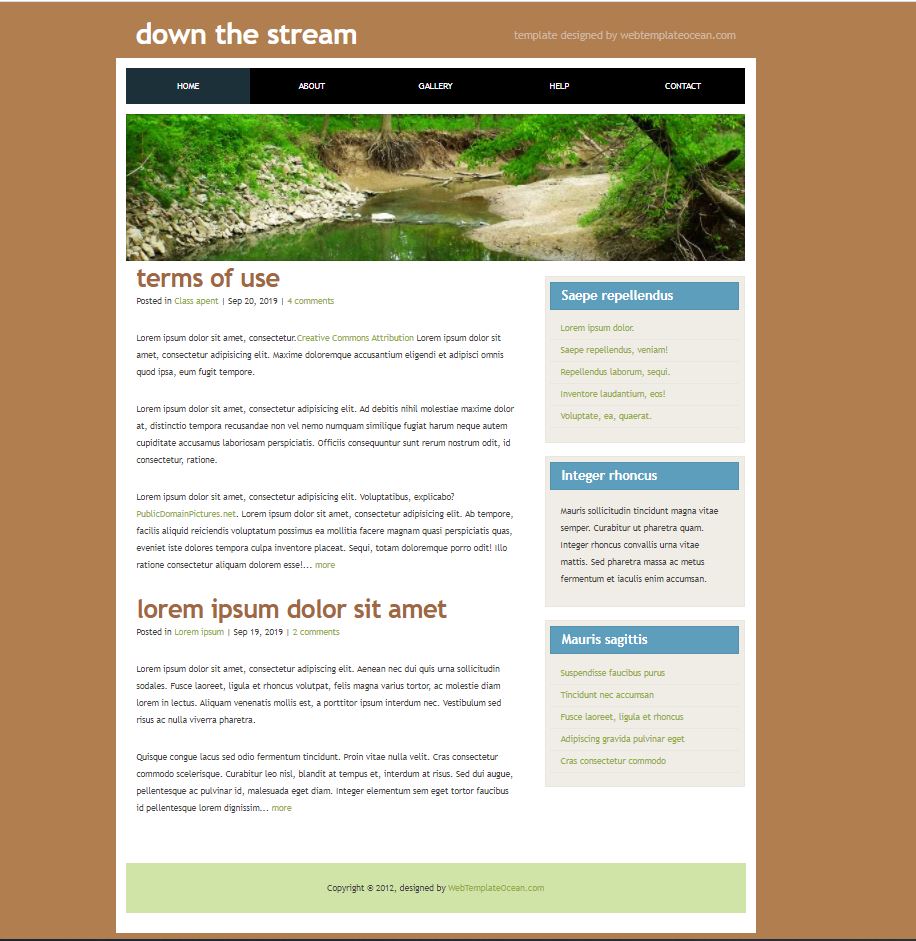 down the stream
template designed by webtemplateocean.com
HOME ABOUT GALLERY HELP CONTACT
terms of use
Posted in Class apent | Sep 20, 2019 | 4 comments
Lorem ipsum dolor sit amet, consectetur.Creative Commons Attribution Lorem ipsum dolor sit
amet, consectetur adipisicing elit. Maxime doloremque accusantium eligendi et adipisci omnis
quod ipsa, eum fugit tempore.
Lorem ipsum dolor sit amet, consectetur adipisicing elit. Ad debitis nihil molestiae maxime dolor
at, distinctio tempora recusandae non vel nemo numquam similique fugiat harum neque autem
cupiditate accusamus laboriosam perspiciatis. Officiis consequuntur sunt rerum nostrum odit, id
consectetur, ratione.
Lorem ipsum dolor sit amet, consectetur adipisicing elit. Voluptatibus, explicabo?
PublicDomainPictures.net. Lorem ipsum dolor sit amet, consectetur adipisicing elit. Ab tempore,
facilis aliquid reiciendis voluptatum possimus ea mollitia facere magnam quasi perspiciatis quas,
eveniet iste dolores tempora culpa inventore placeat. Sequi, totam doloremque porro odit! Illo
ratione consectetur aliquam dolorem esse!... more
lorem ipsum dolor sit amet
Posted in Lorem ipsum | Sep 19, 2019 | 2 comments
Lorem ipsum dolor sit amet, consectetur adipiscing elit. Aenean nec dui quis urna sollicitudin
sodales. Fusce laoreet, ligula et rhoncus volutpat, felis magna varius tortor, ac molestie diam
lorem in lectus. Aliquam venenatis mollis est, a porttitor ipsum interdum nec. Vestibulum sed
risus ac nulla viverra pharetra.
Quisque congue lacus sed odio fermentum tincidunt. Proin vitae nulla velit. Cras consectetur
commodo scelerisque. Curabitur leo nisl, blandit at tempus et, interdum at risus. Sed dui augue,
pellentesque ac pulvinar id, malesuada eget diam. Integer elementum sem eget tortor faucibus
id pellentesque lorem dignissim... more
Saepe repellendus
Lorem ipsum dolor.
Saepe repellendus, veniam!
Repellendus laborum, sequi.
Inventore laudantium, eos!
Voluptate, ea, quaerat.
Integer rhoncus
Mauris sollicitudin tincidunt magna vitae
semper. Curabitur ut pharetra quam.
Integer rhoncus convallis urna vitae
mattis. Sed pharetra massa ac metus
fermentum et iaculis enim accumsan.
Mauris sagittis
Suspendisse faucibus purus
Tincidunt nec accumsan
Fusce laoreet, ligula et rhoncus
Adipiscing gravida pulvinar eget
Cras consectetur commodo
Copyright © 2012, designed by WebTemplateOcean.com